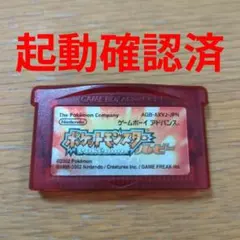 起動確認済
GAME BOY ADVANCE
The Pokémon Company
AGB-AXVJ-JPN
Nintendo
ゲームボーイアドバンス
ポケットモンスター
ルビー
©2002 Pokémon
©1995-2002 Nintendo / Creatures inc. / GAME FREAK inc.